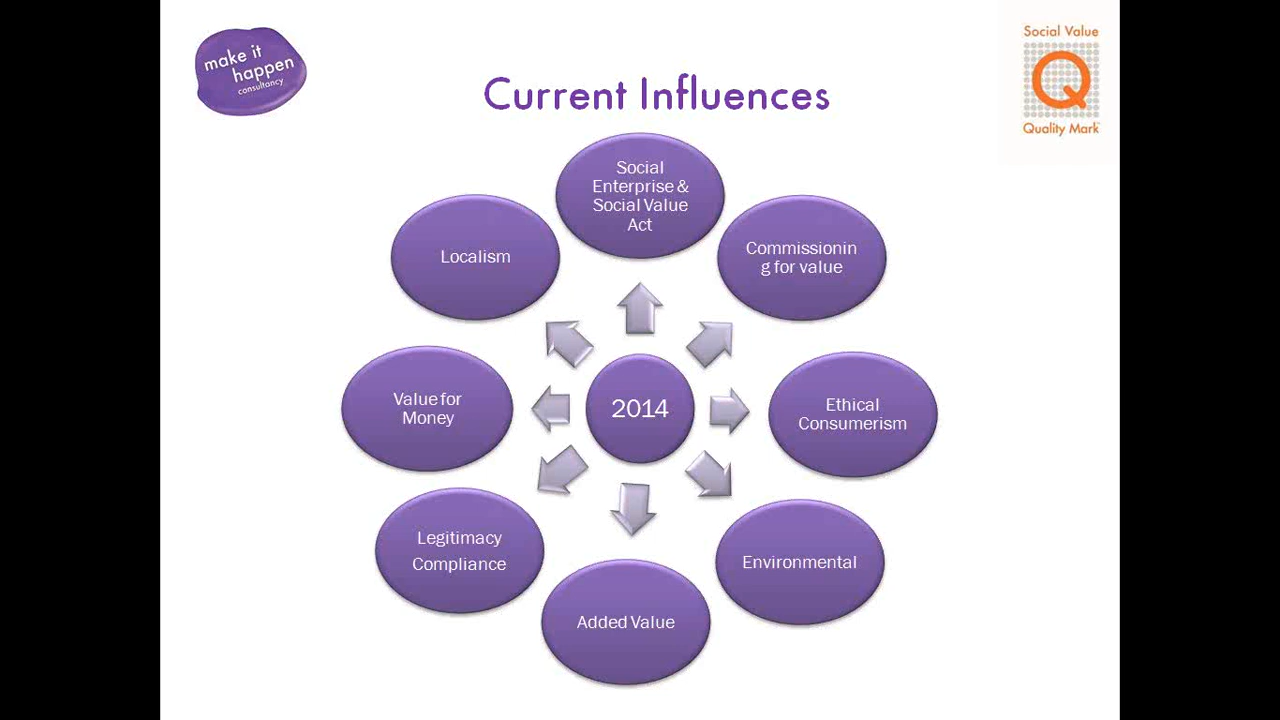 make it
happen
consultancy
Social Value
Q
Quality Mark
Current Influences
Social
Enterprise &
Social Value
Act
Commissionin
g for value
Ethical
Consumerism
Environmental
Added Value
Legitimacy
Compliance
Value for
Money
Localism
2014